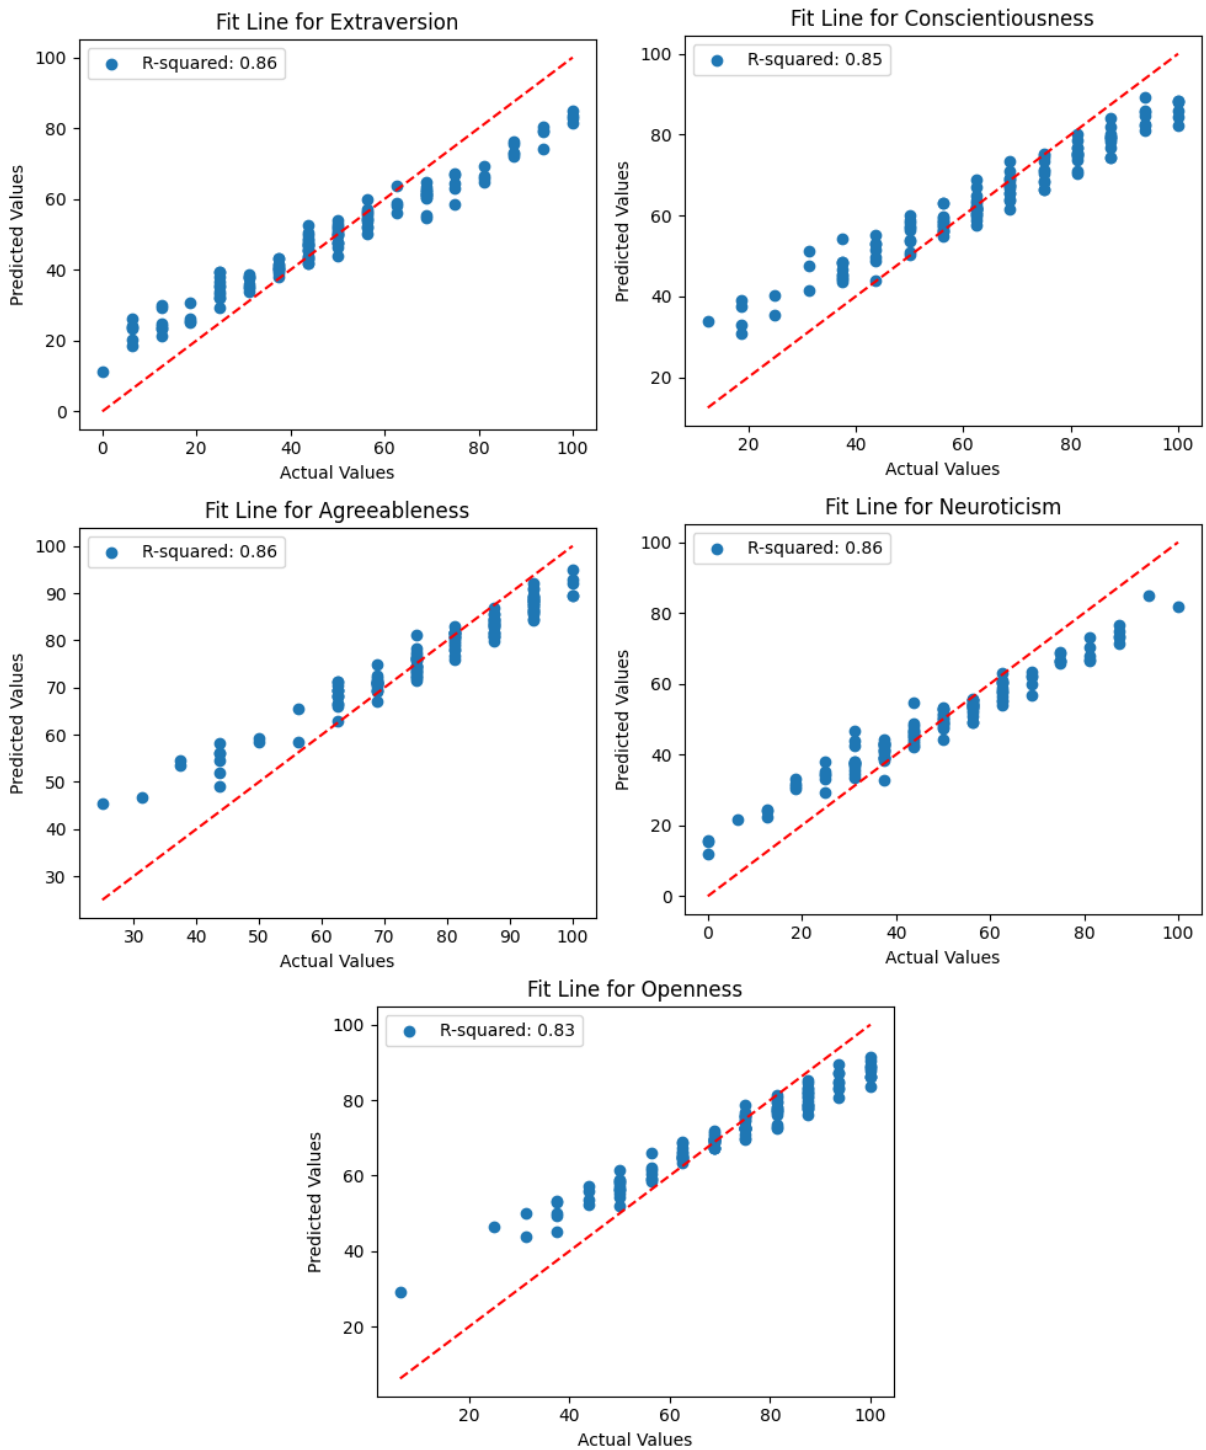 Fit Line for Extraversion
R-squared: 0.86
100
80
60
40
20
0
Predicted Values
0 20 40 60 80 100
Actual Values
Fit Line for Conscientiousness
R-squared: 0.85
100
80
60
40
20
Predicted Values
20 40 60 80 100
Actual Values
Fit Line for Agreeableness
R-squared: 0.86
100
90
80
70
60
50
40
30
Predicted Values
30 40 50 60 70 80 90 100
Actual Values
Fit Line for Neuroticism
R-squared: 0.86
100
80
60
40
20
0
Predicted Values
0 20 40 60 80 100
Actual Values
Fit Line for Openness
R-squared: 0.83
100
80
60
40
20
Predicted Values
20 40 60 80 100
Actual Values